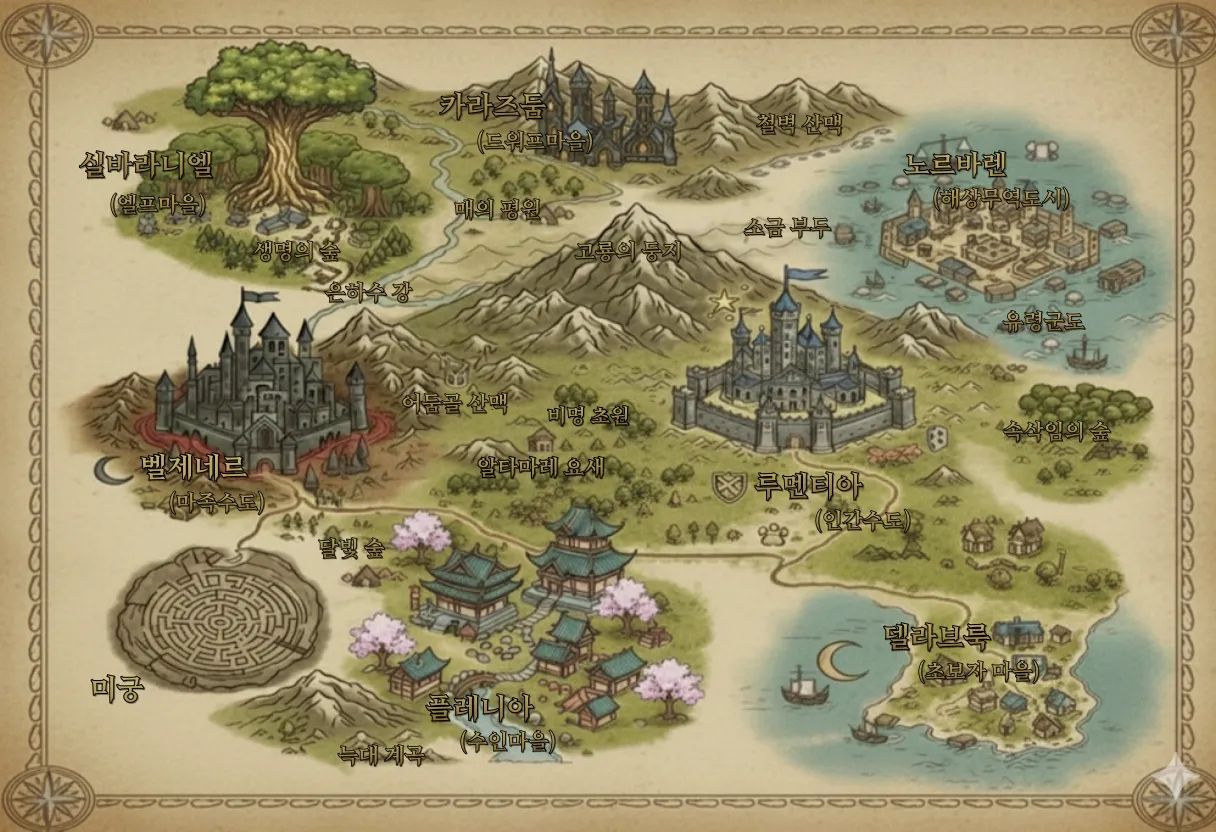 카라즈둠
(드워프마을)
철벽 산맥
실바라니엘
(엘프마을)
노르바렌
(해상무역도시)
매의 평원
소금 부두
생명의 숲
고룡의 둥지
은하수 강
유령군도
어둠골 산맥
비명 초원
속삭임의 숲
벨제네르
(마족수도)
알타마레 요새
루멘티아
(인간수도)
달빛 숲
델라브룩
(초보자 마을)
미궁
플레니아
(수인마을)
늑대 계곡